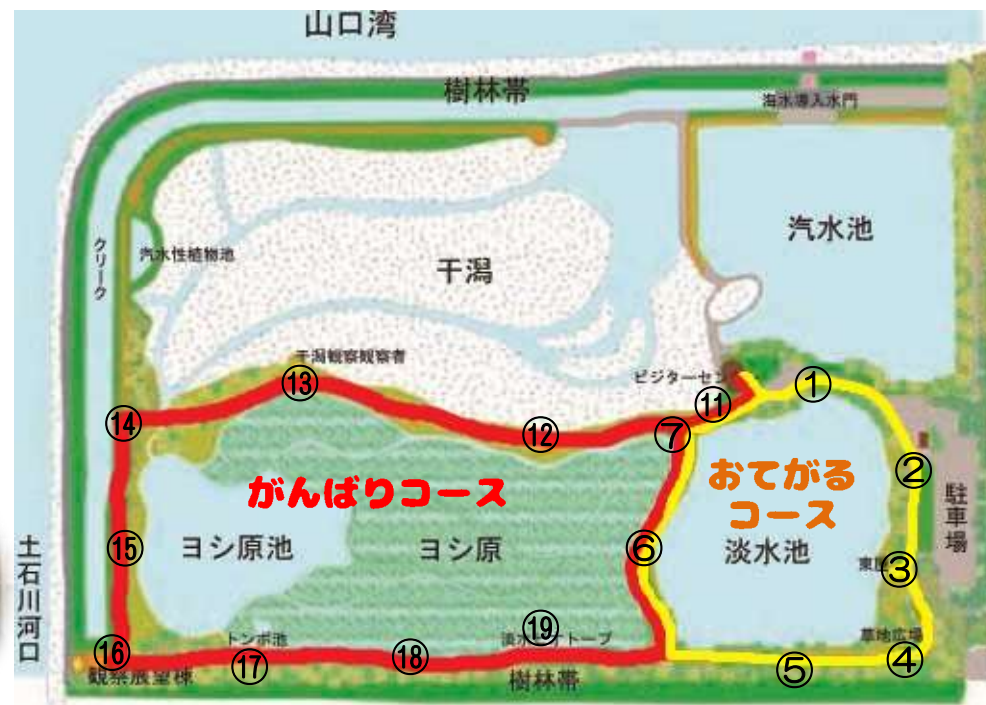 山口湾
樹林帯
海水導入水門
汽水池
クリーク
汽水性植物池
干潟
干潟観察観察者
ビジターセン
①
⑬
⑪
⑭
⑫
⑦
②
がんばりコース
おてがる
コース
駐車場
ヨシ原池
ヨシ原
淡水池
⑮
⑥
東屋
③
土石川河口
トンボ池
⑲
草地広場
⑯
⑰
⑱
⑤
④
樹林帯